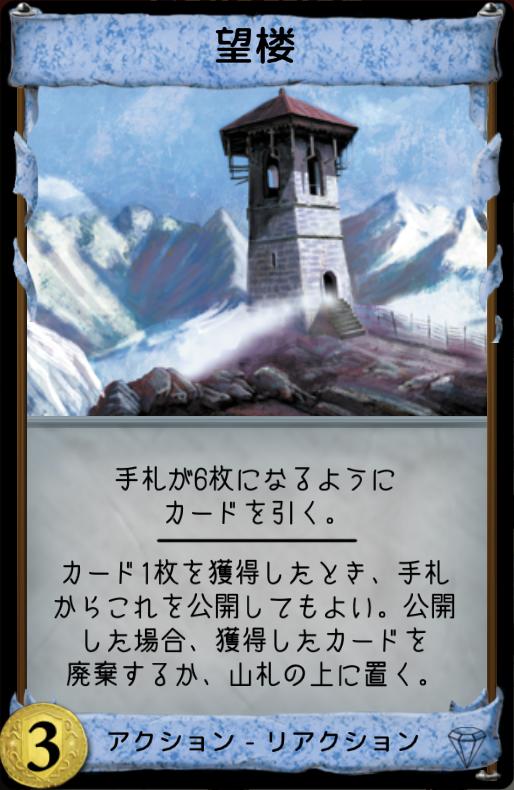 望楼
手札が6枚になるように
カードを引く。
カード1枚を獲得したとき、手札
からこれを公開してもよい。公開
した場合、獲得したカードを
廃棄するか、山札の上に置く。
3
アクション - リアクション